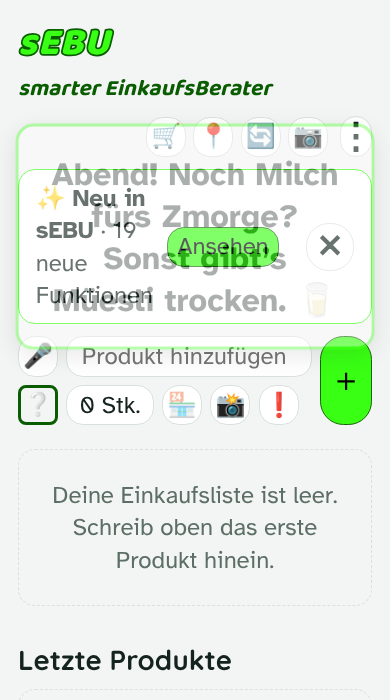 sEBU
smarter EinkaufsBerater
Abend! Noch Milch
fürs Zmorge?
Sonst gibt's
Müesli trocken. 🥛
✨ Neu in
sEBU · 19
neue
Funktionen
Ansehen
✕
Produkt hinzufügen
+
0 Stk.
Deine Einkaufsliste ist leer.
Schreib oben das erste
Produkt hinein.
Letzte Produkte